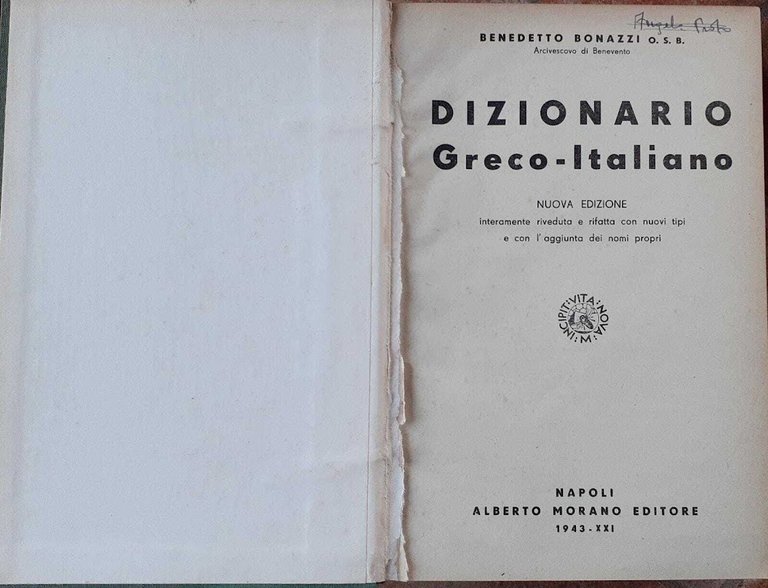 BENEDETTO BONAZZI O. S. B.
Arcivescovo di Benevento
DIZIONARIO
Greco-Italiano
NUOVA EDIZIONE
interamente riveduta e rifatta con nuovi tipi
e con l'aggiunta dei nomi propri
INCIPIT·VITA·NOVA·M·
NAPOLI
ALBERTO MORANO EDITORE
1943-XXI